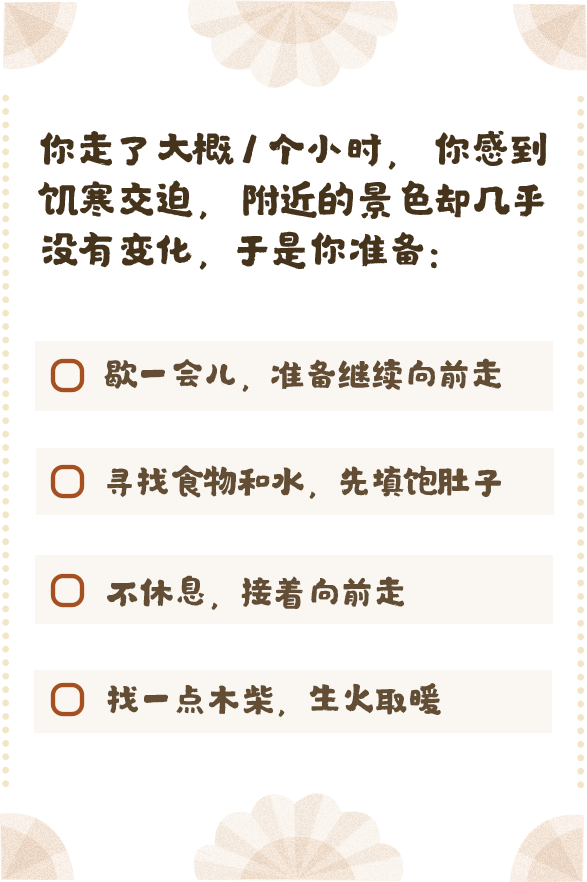 你走了大概1个小时，你感到
饥寒交迫，附近的景色却几乎
没有变化，于是你准备：
歇一会儿，准备继续向前走
寻找食物和水，先填饱肚子
不休息，接着向前走
找一点木柴，生火取暖